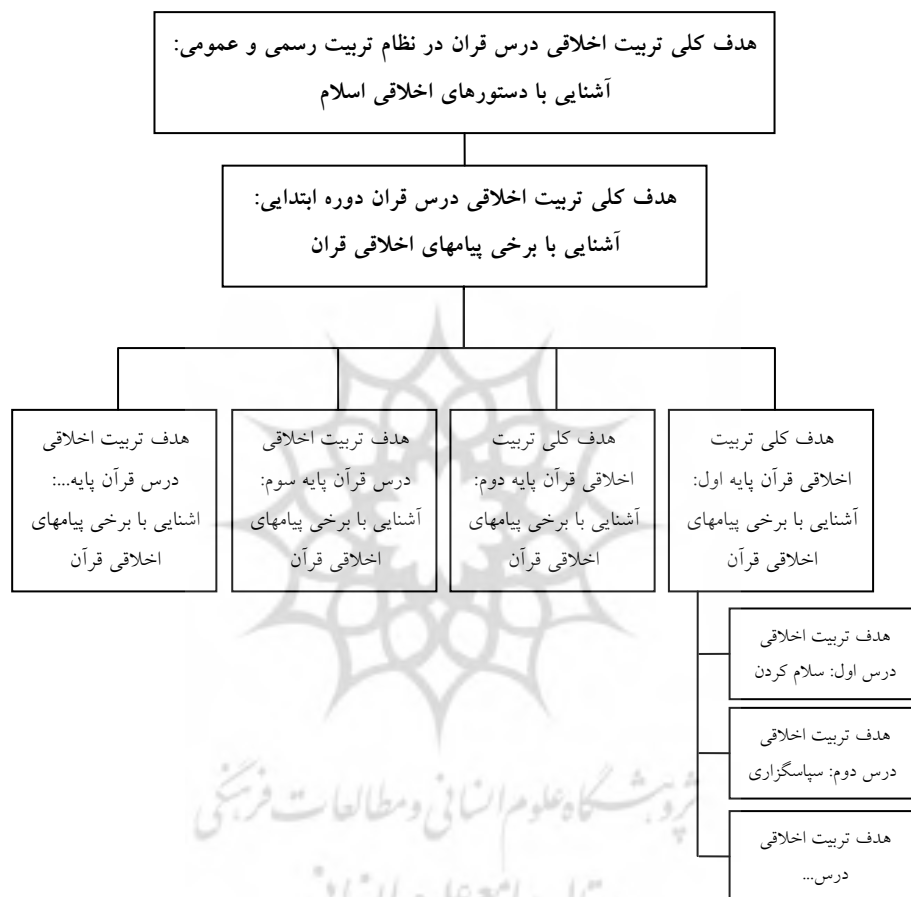 هدف کلی تربیت اخلاقی درس قران در نظام تربیت رسمی و عمومی:
آشنایی با دستورهای اخلاقی اسلام
هدف کلی تربیت اخلاقی درس قران دوره ابتدایی:
آشنایی با برخی پیامهای اخلاقی قران
هدف کلی تربیت
اخلاقی قرآن پایه اول:
آشنایی با برخی پیامهای
اخلاقی قرآن
هدف کلی تربیت
اخلاقی قرآن پایه دوم:
آشنایی با برخی پیامهای
اخلاقی قرآن
هدف تربیت اخلاقی
درس قرآن پایه سوم:
آشنایی با برخی پیامهای
اخلاقی قرآن
هدف تربیت اخلاقی
درس قرآن پایه...:
اشنایی با برخی پیامهای
اخلاقی قرآن
هدف تربیت اخلاقی
درس اول: سلام کردن
هدف تربیت اخلاقی
درس دوم: سپاسگزاری
هدف تربیت اخلاقی
درس...
پژوهشگاه علوم انسانی و مطالعات فرهنگی